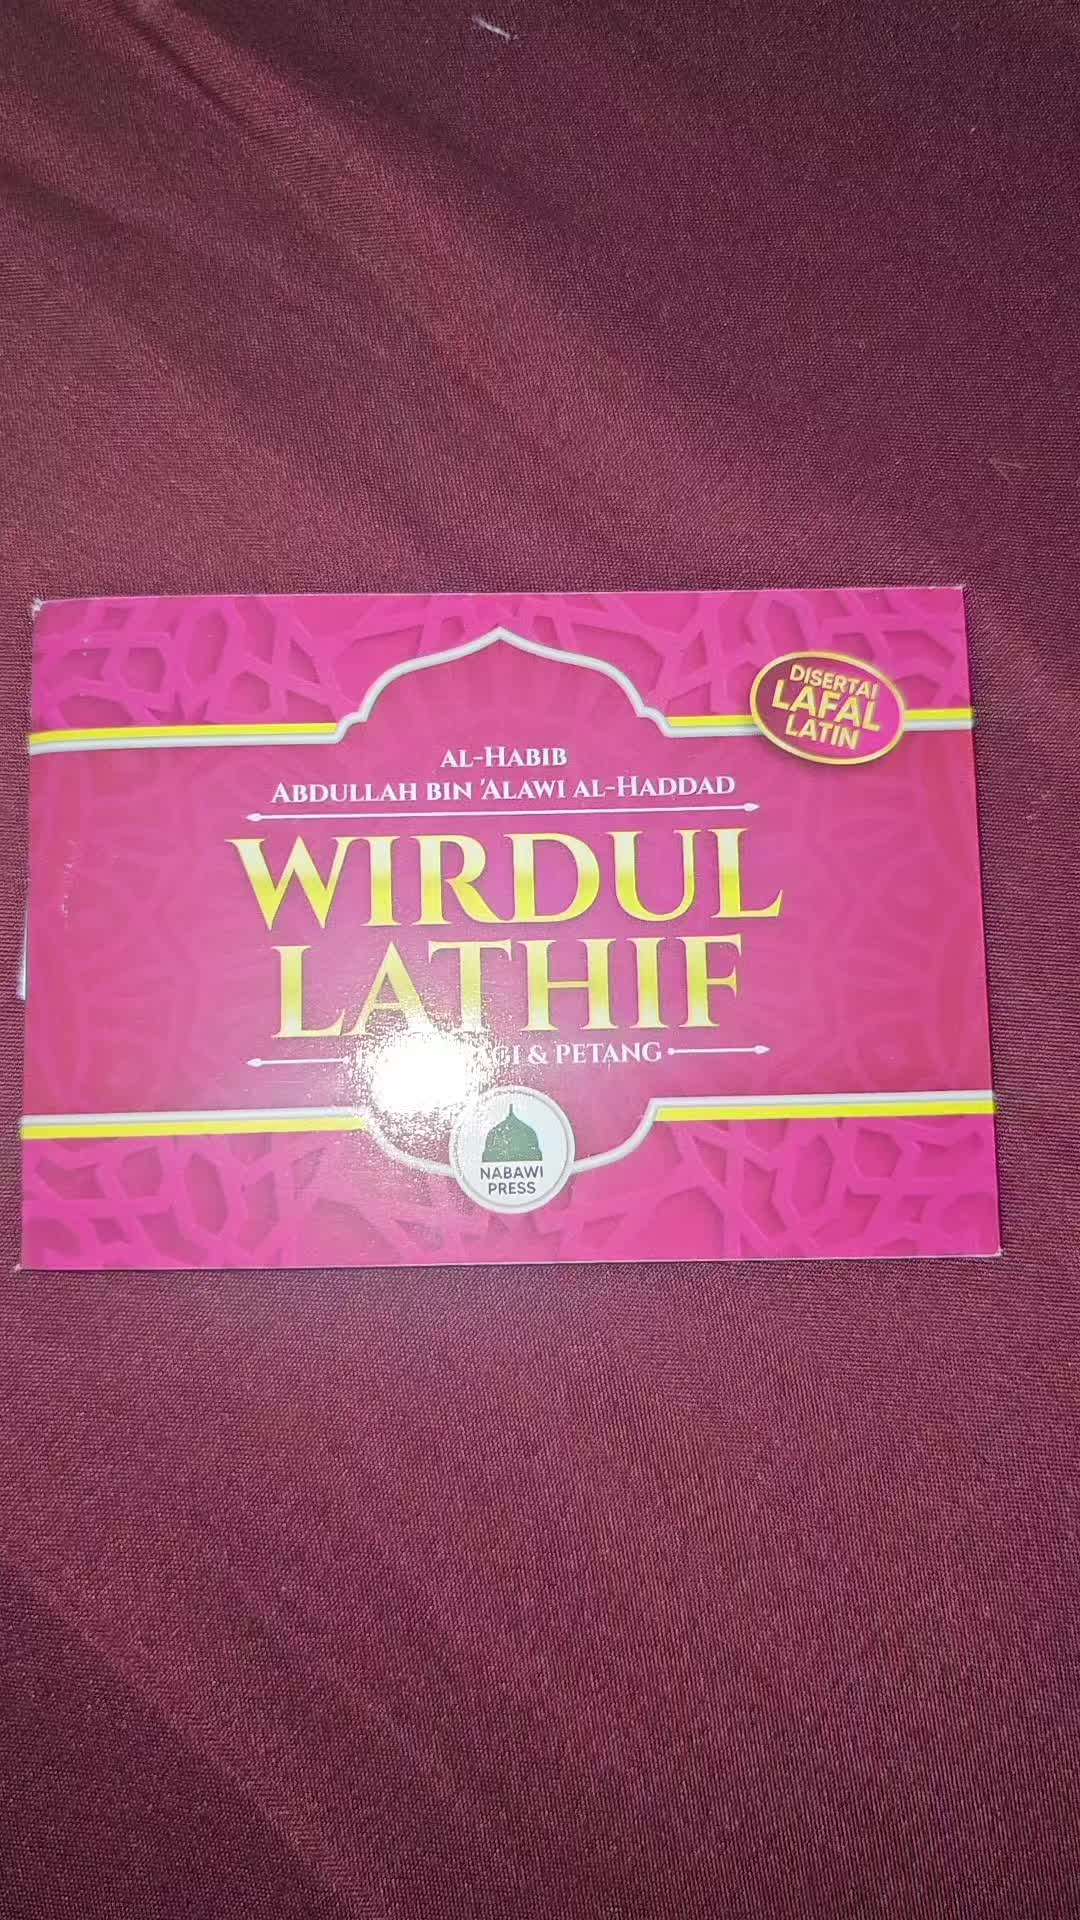 DISERTAI
LAFAL
LATIN
AL-HABIB
ABDULLAH BIN 'ALAWI AL-HADDAD
WIRDUL
LATHIF
& PETANG
NABAWI
PRESS